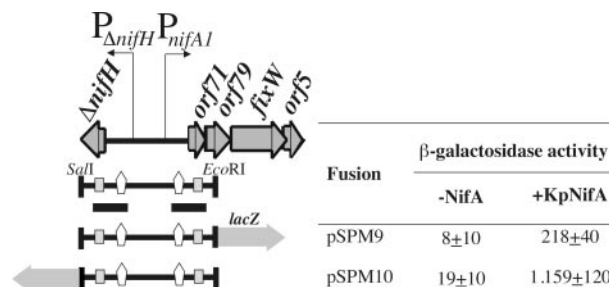 PΔnifH PnifA1
ΔnifH orf71 orf79 fixW orf5
SalI EcoRI
lacZ
Fusion β-galactosidase activity
-NifA +KpNifA
pSPM9 8±10 218±40
pSPM10 19±10 1.159±120